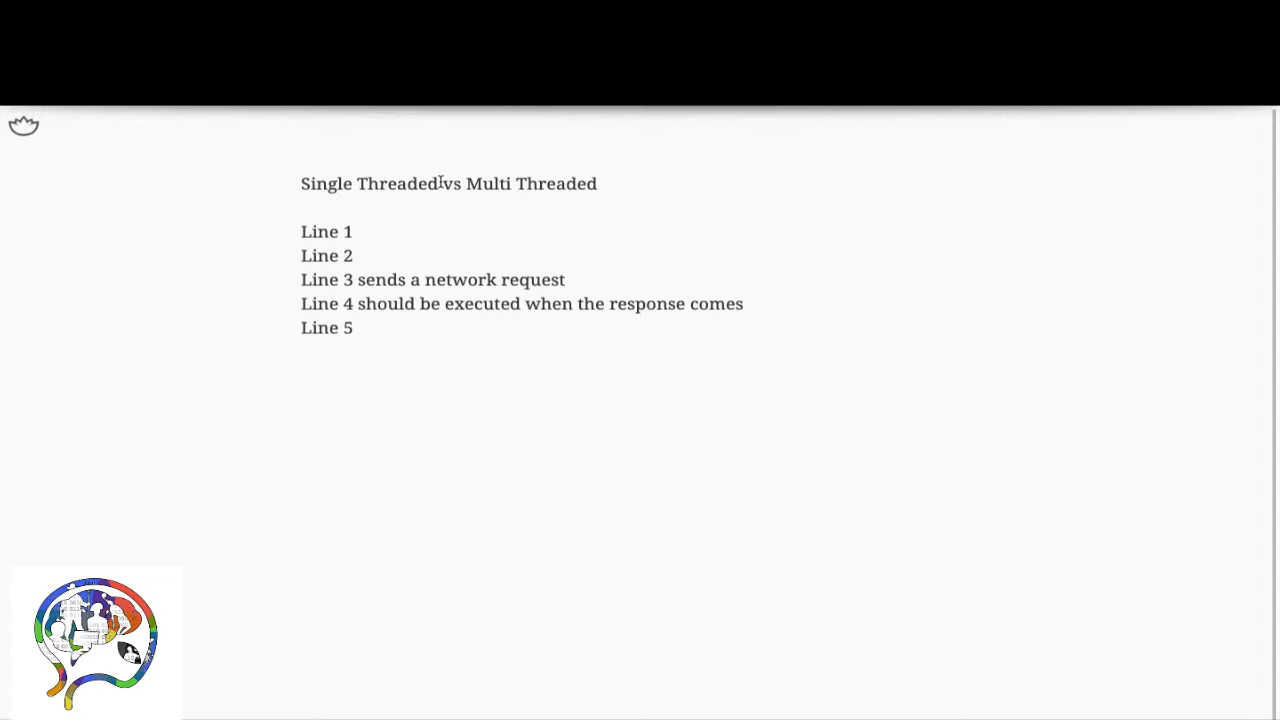 Single Threaded vs Multi Threaded
Line 1
Line 2
Line 3 sends a network request
Line 4 should be executed when the response comes
Line 5